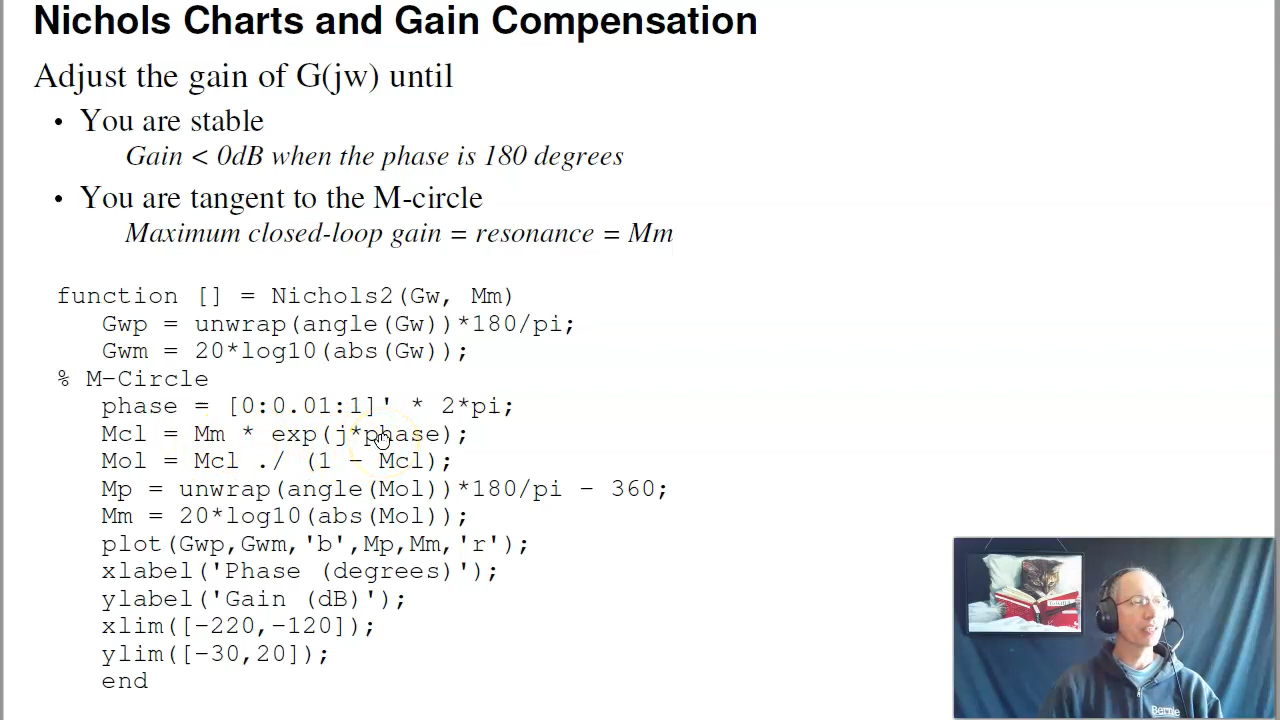 Nichols Charts and Gain Compensation
Adjust the gain of G(jw) until
• You are stable
Gain < 0dB when the phase is 180 degrees
• You are tangent to the M-circle
Maximum closed-loop gain = resonance = Mm
function [] = Nichols2(Gw, Mm)
Gwp = unwrap(angle(Gw))*180/pi;
Gwm = 20*log10(abs(Gw));
% M-Circle
phase = [0:0.01:1]' * 2*pi;
Mcl = Mm * exp(j*phase);
Mol = Mcl ./ (1 - Mcl);
Mp = unwrap(angle(Mol))*180/pi - 360;
Mm = 20*log10(abs(Mol));
plot(Gwp,Gwm,'b',Mp,Mm,'r');
xlabel('Phase (degrees)');
ylabel('Gain (dB)');
xlim([-220,-120]);
ylim([-30,20]);
end
Bernie